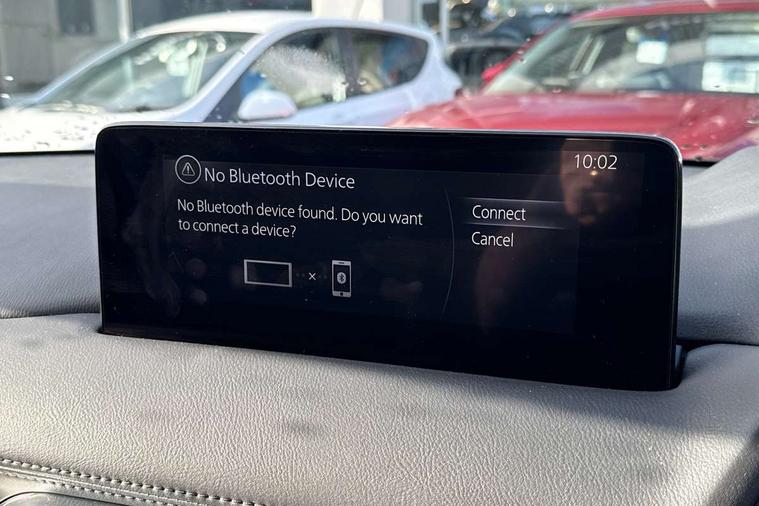 10:02
No Bluetooth Device
No Bluetooth device found. Do you want
to connect a device?
Connect
Cancel